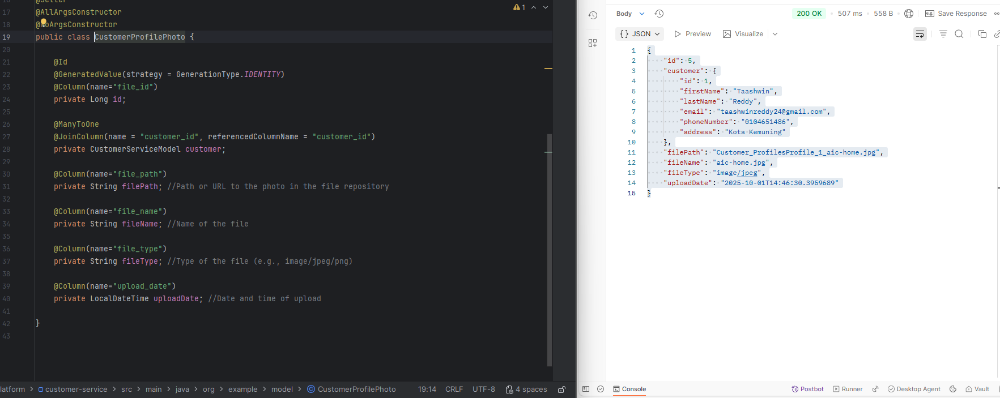 @Setter
17 @AllArgsConstructor
1
18 @NoArgsConstructor
19 public class CustomerProfilePhoto {
20
21 @Id
22 @GeneratedValue(strategy = GenerationType.IDENTITY)
23 @Column(name="file_id")
24 private Long id;
25
26 @ManyToOne
27 @JoinColumn(name = "customer_id", referencedColumnName = "customer_id")
28 private CustomerServiceModel customer;
29
30 @Column(name="file_path")
31 private String filePath; //Path or URL to the photo in the file repository
32
33 @Column(name="file_name")
34 private String fileName; //Name of the file
35
36 @Column(name="file_type")
37 private String fileType; //Type of the file (e.g., image/jpeg/png)
38
39 @Column(name="upload_date")
40 private LocalDateTime uploadDate; //Date and time of upload
41
42 }
43
latform > customer-service > src > main > java > org > example > model > CustomerProfilePhoto 19:14 CRLF UTF-8 4 spaces
Body 200 OK • 507 ms • 558 B • e.g. Save Response
{} JSON Preview Visualize
1 {
2 "id": 5,
3 "customer": {
4 "id": 1,
5 "firstName": "Taashwin",
6 "lastName": "Reddy",
7 "email": "taashwinreddy24@gmail.com",
8 "phoneNumber": "0104651486",
9 "address": "Kota Kemuning"
10 },
11 "filePath": "Customer_ProfilesProfile_1_aic-home.jpg",
12 "fileName": "aic-home.jpg",
13 "fileType": "image/jpeg",
14 "uploadDate": "2025-10-01T14:46:30.3959689"
15 }
Console Postbot Runner Desktop Agent Vault